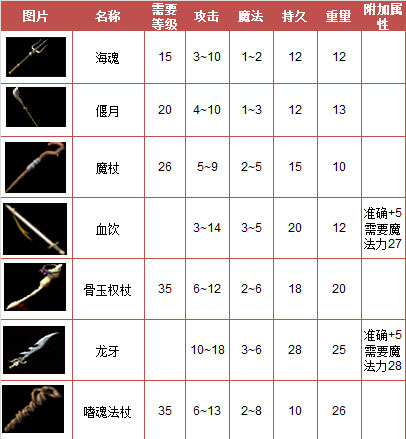 图片 名称 需要等级 攻击 魔法 持久 重量 附加属性
海魂 15 3~10 1~2 12 12
偃月 20 4~10 1~3 12 13
魔杖 26 5~9 2~5 15 10
血饮 3~14 3~5 20 12 准确+5需要魔法力27
骨玉权杖 35 6~12 2~6 18 20
龙牙 10~18 3~6 28 25 准确+5需要魔法力28
嗜魂法杖 35 6~13 2~8 10 26